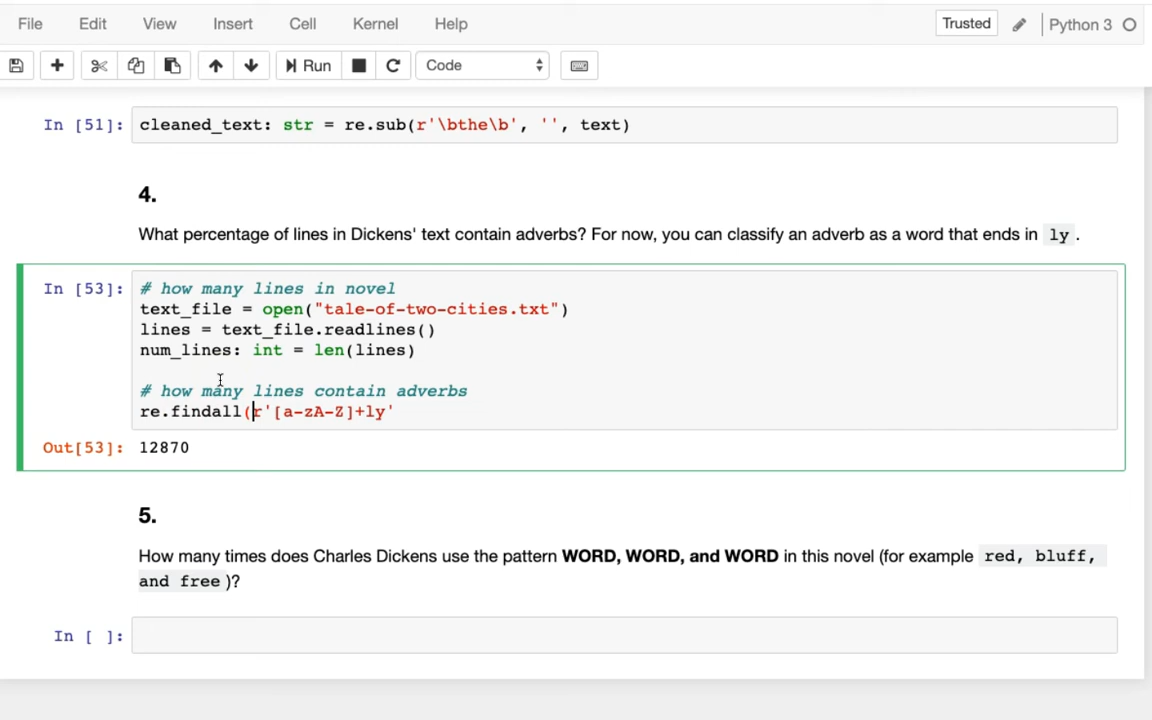 File Edit View Insert Cell Kernel Help Trusted Python 3
Run Code
In [51]: cleaned_text: str = re.sub(r'\bthe\b', '', text)
4.
What percentage of lines in Dickens' text contain adverbs? For now, you can classify an adverb as a word that ends in ly .
In [53]: # how many lines in novel
text_file = open("tale-of-two-cities.txt")
lines = text_file.readlines()
num_lines: int = len(lines)
# how many lines contain adverbs
re.findall(r'[a-zA-Z]+ly'
Out[53]: 12870
5.
How many times does Charles Dickens use the pattern WORD, WORD, and WORD in this novel (for example red, bluff,
and free )?
In [ ]: